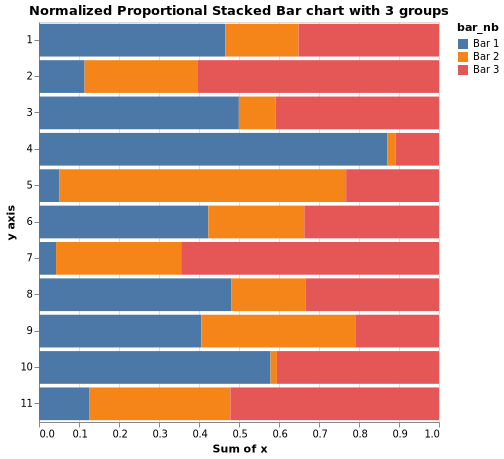 Normalized Proportional Stacked Bar chart with 3 groups
bar_nb
Bar 1
Bar 2
Bar 3
y axis
1
2
3
4
5
6
7
8
9
10
11
0.0 0.1 0.2 0.3 0.4 0.5 0.6 0.7 0.8 0.9 1.0
Sum of x